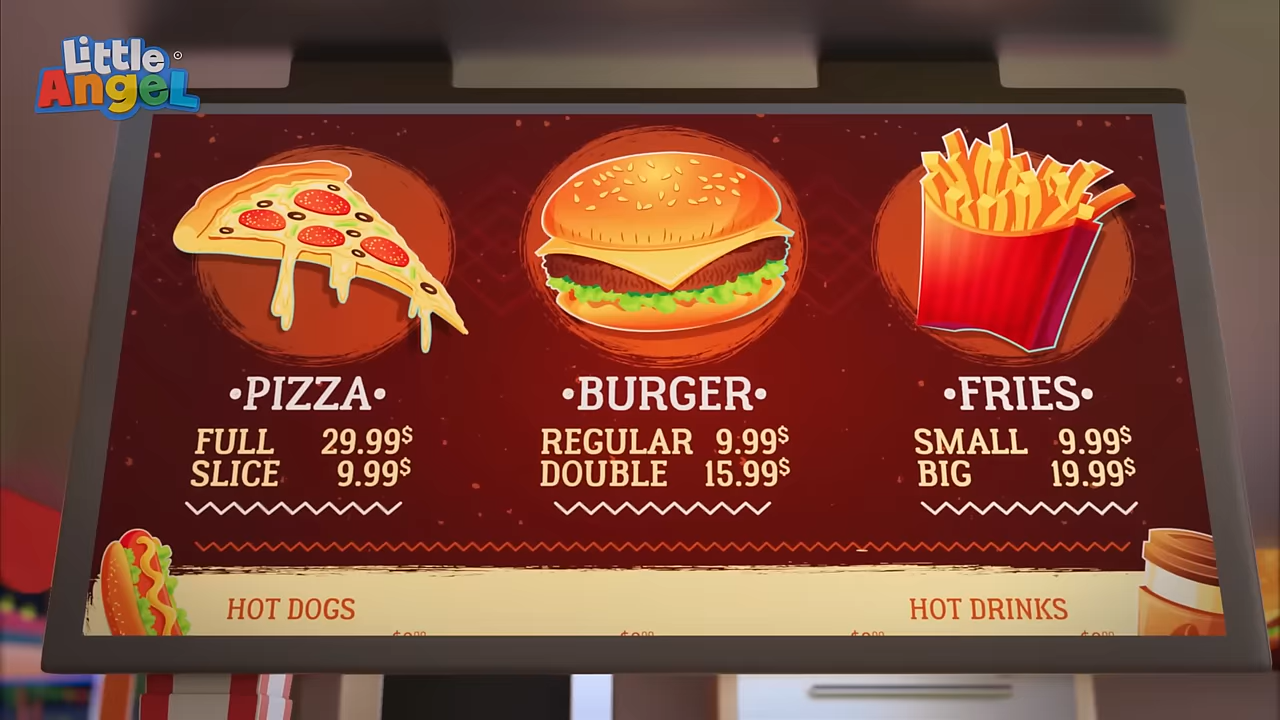 Little
Angel
•PIZZA•
FULL 29.99$
SLICE 9.99$
•BURGER•
REGULAR 9.99$
DOUBLE 15.99$
•FRIES•
SMALL 9.99$
BIG 19.99$
HOT DOGS
HOT DRINKS